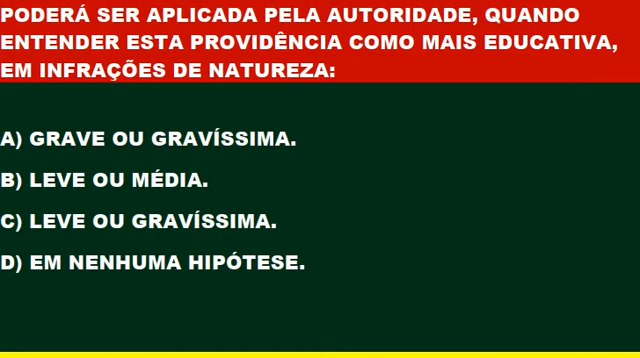 PODERÁ SER APLICADA PELA AUTORIDADE, QUANDO
ENTENDER ESTA PROVIDÊNCIA COMO MAIS EDUCATIVA,
EM INFRAÇÕES DE NATUREZA:
A) GRAVE OU GRAVÍSSIMA.
B) LEVE OU MÉDIA.
C) LEVE OU GRAVÍSSIMA.
D) EM NENHUMA HIPÓTESE.